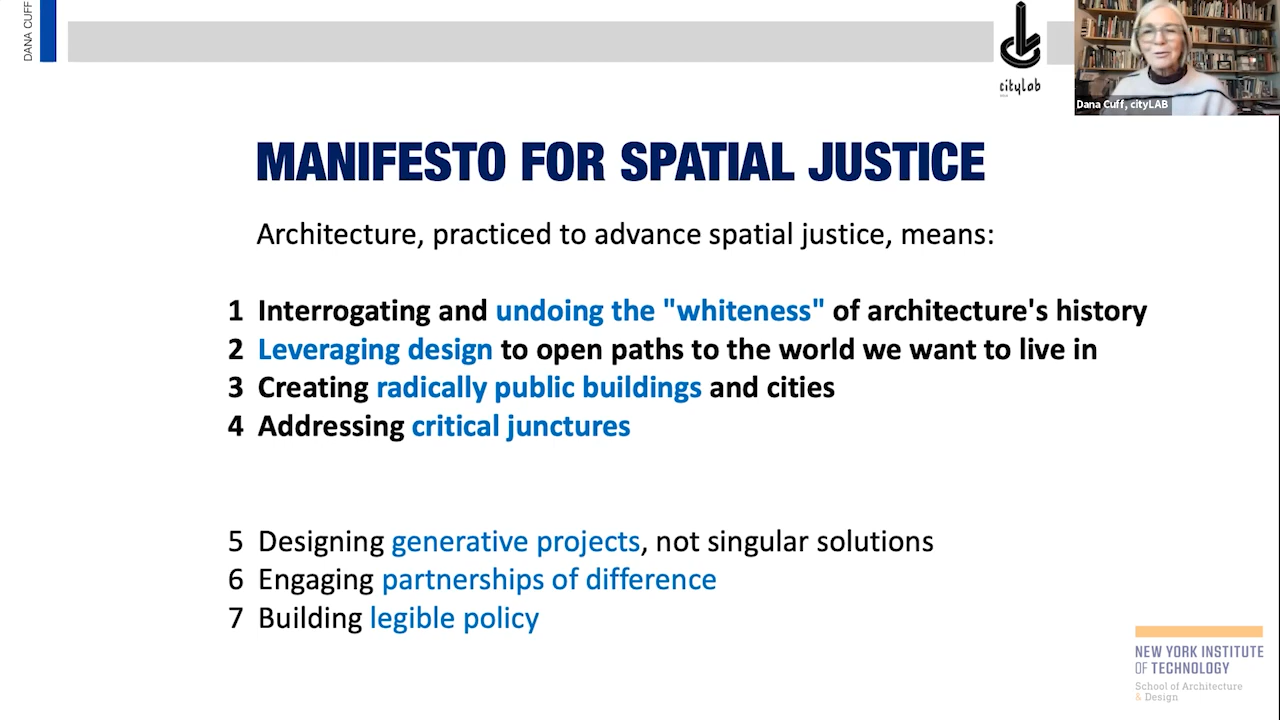 DANA CUFF
citylab
Dana Cuff, cityLAB
MANIFESTO FOR SPATIAL JUSTICE
Architecture, practiced to advance spatial justice, means:
1 Interrogating and undoing the "whiteness" of architecture's history
2 Leveraging design to open paths to the world we want to live in
3 Creating radically public buildings and cities
4 Addressing critical junctures
5 Designing generative projects, not singular solutions
6 Engaging partnerships of difference
7 Building legible policy
NEW YORK INSTITUTE
OF TECHNOLOGY
School of Architecture
& Design